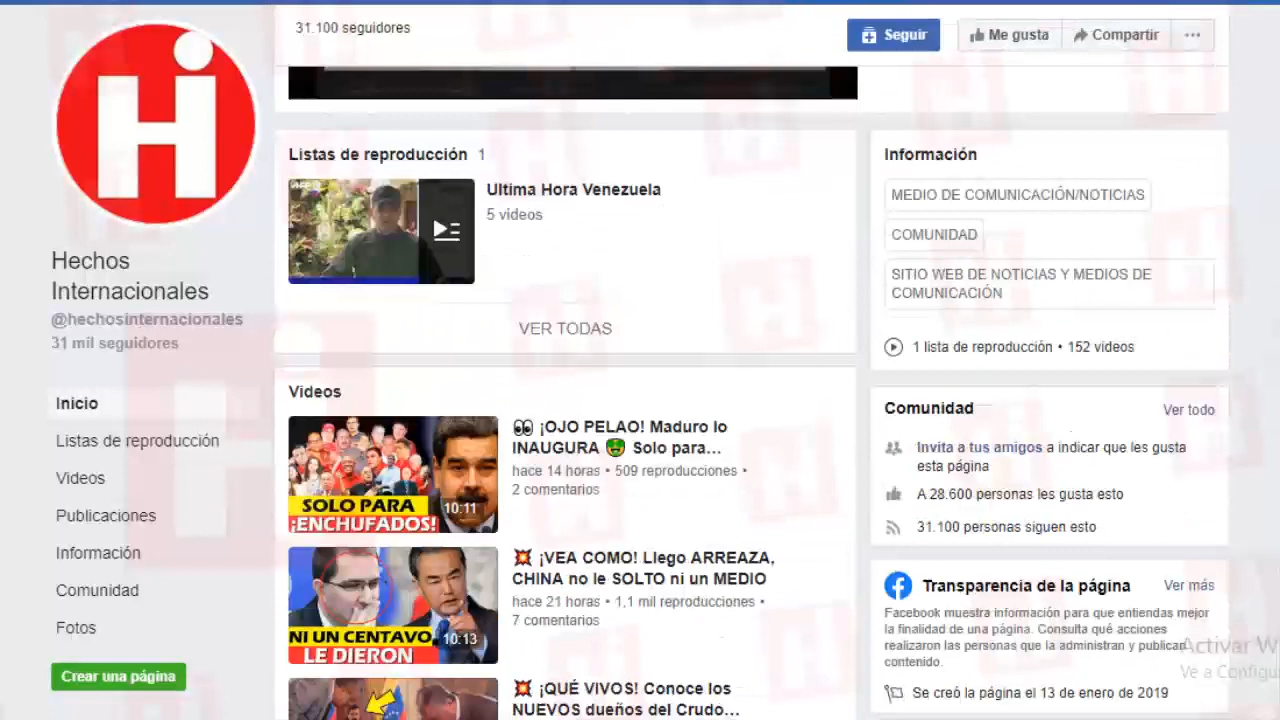 31.100 seguidores
Seguir
Me gusta
Compartir
Hi
Hechos
Internacionales
@hechosinternacionales
31 mil seguidores
Inicio
Listas de reproducción
Videos
Publicaciones
Información
Comunidad
Fotos
Crear una página
Listas de reproducción 1
Ultima Hora Venezuela
5 videos
VER TODAS
Videos
SOLO PARA
¡ENCHUFADOS!
10:11
👀 ¡OJO PELAO! Maduro lo
INAUGURA 🤑 Solo para...
hace 14 horas • 509 reproducciones •
2 comentarios
NI UN CENTAVO
LE DIERON
10:13
💥 ¡VEA COMO! Llego ARREAZA,
CHINA no le SOLTO ni un MEDIO
hace 21 horas • 1,1 mil reproducciones •
7 comentarios
💥 ¡QUÉ VIVOS! Conoce los
NUEVOS dueños del Crudo...
Información
MEDIO DE COMUNICACIÓN/NOTICIAS
COMUNIDAD
SITIO WEB DE NOTICIAS Y MEDIOS DE
COMUNICACIÓN
1 lista de reproducción • 152 videos
Comunidad
Ver todo
Invita a tus amigos a indicar que les gusta
esta página
A 28.600 personas les gusta esto
31.100 personas siguen esto
Transparencia de la página
Ver más
Facebook muestra información para que entiendas mejor
la finalidad de una página. Consulta qué acciones
realizaron las personas que la administran y publican
contenido.
Se creó la página el 13 de enero de 2019
Activar W
Ve a Configu